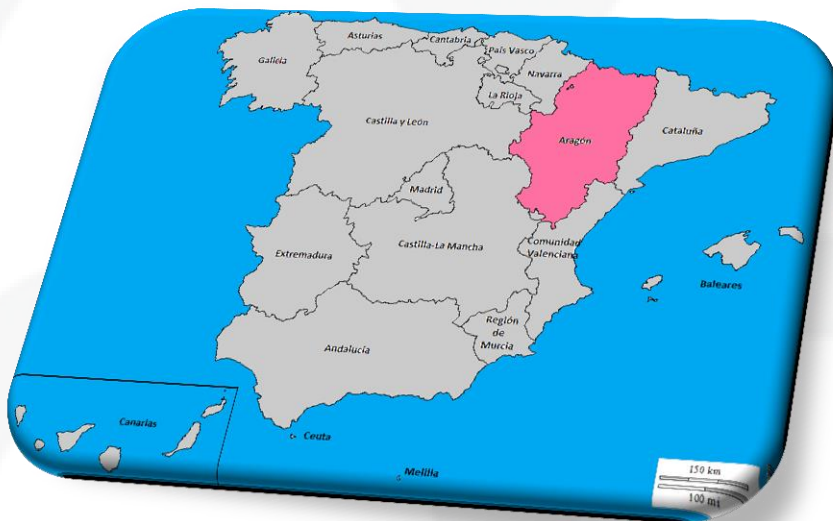 Asturias
Cantabria
País Vasco
Galicia
Navarra
La Rioja
Castilla y León
Aragón
Cataluña
Madrid
Castilla-La Mancha
Comunidad
Valenciana
Extremadura
Baleares
Región
de
Murcia
Andalucía
Canarias
Ceuta
Melilla
150 km
100 mi